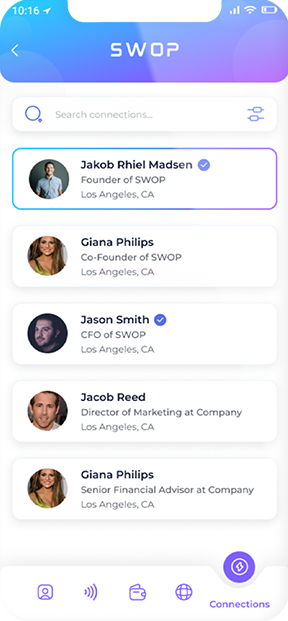 10:16
SWOP
Search connections...
Jakob Rhiel Madsen
Founder of SWOP
Los Angeles, CA
Giana Philips
Co-Founder of SWOP
Los Angeles, CA
Jason Smith
CFO of SWOP
Los Angeles, CA
Jacob Reed
Director of Marketing at Company
Los Angeles, CA
Giana Philips
Senior Financial Advisor at Company
Los Angeles, CA
Connections